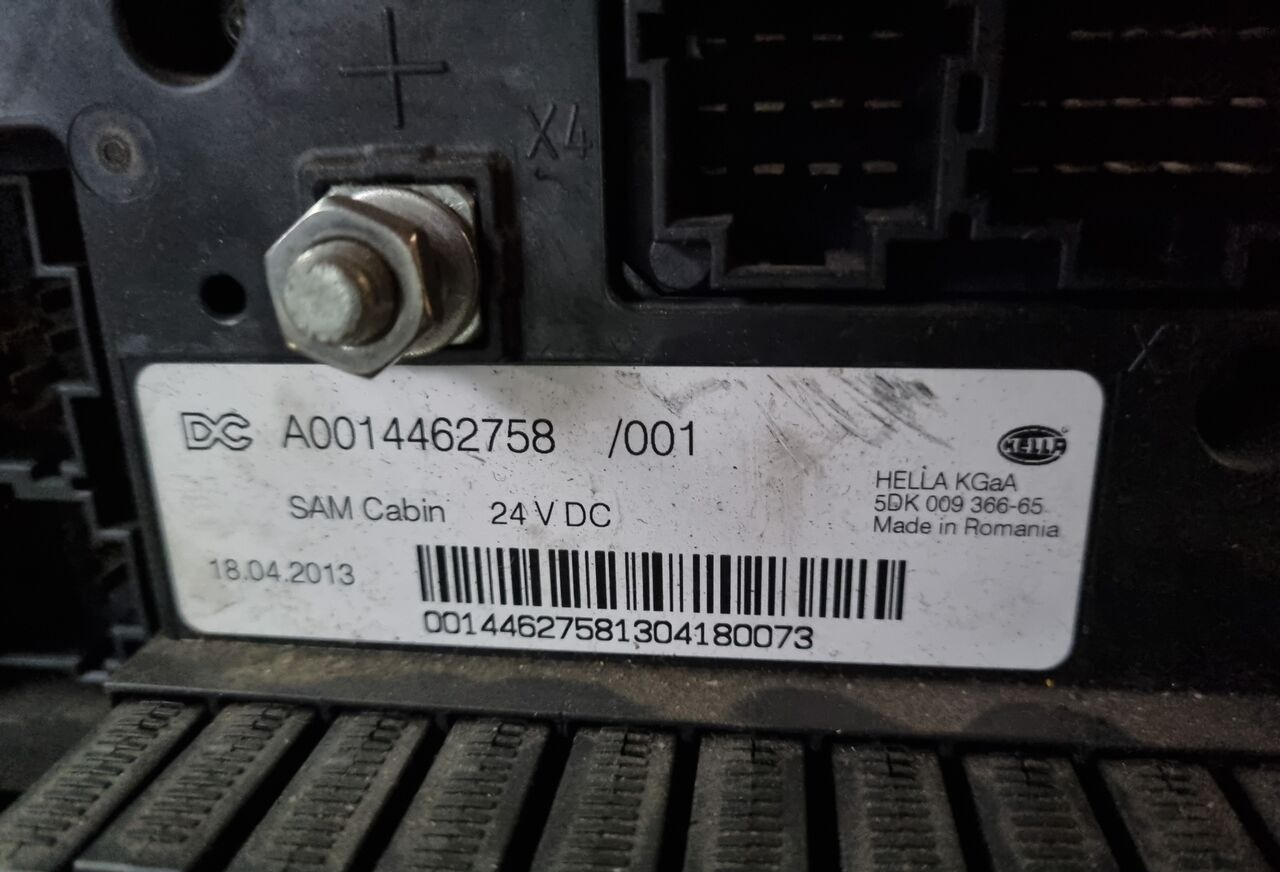 +
X4
X
DC A0014462758 /001
HELLA
HELLA KGaA
5DK 009 366-65
Made in Romania
SAM Cabin 24 V DC
18.04.2013
00144627581304180073